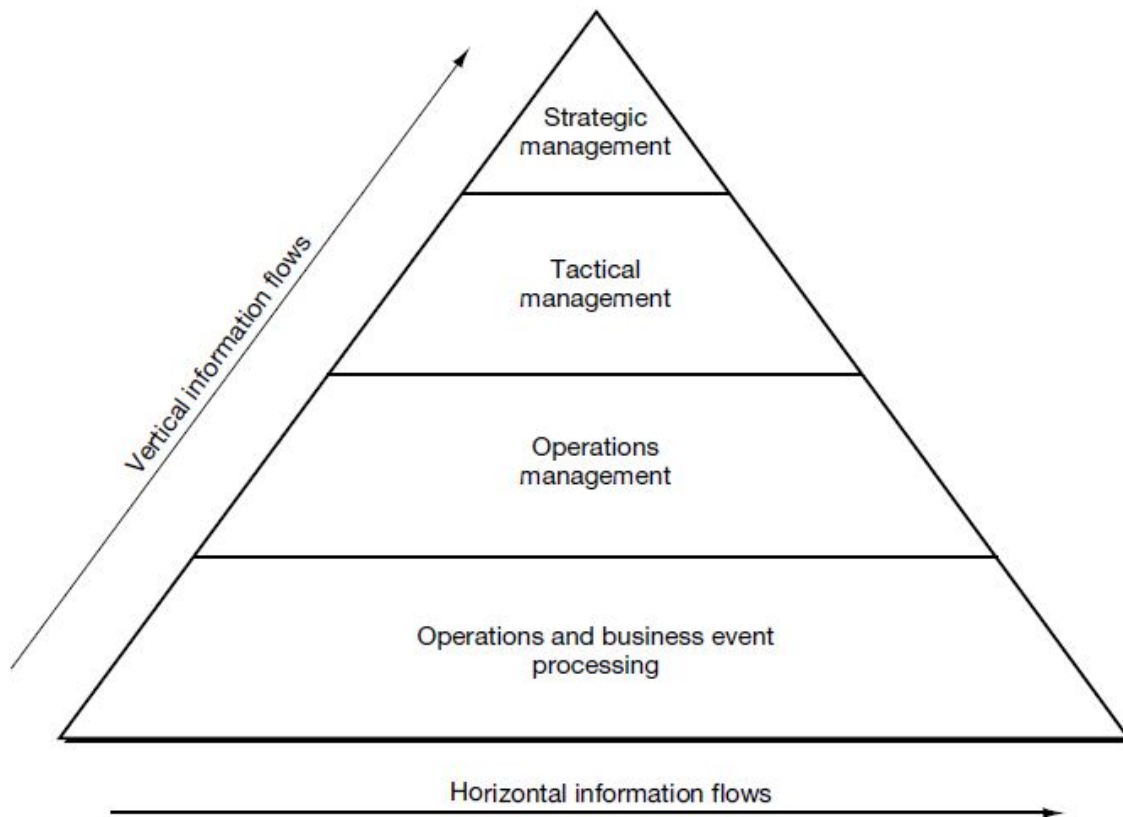 Strategic
management
Tactical
management
Vertical information flows
Operations
management
Operations and business event
processing
Horizontal information flows